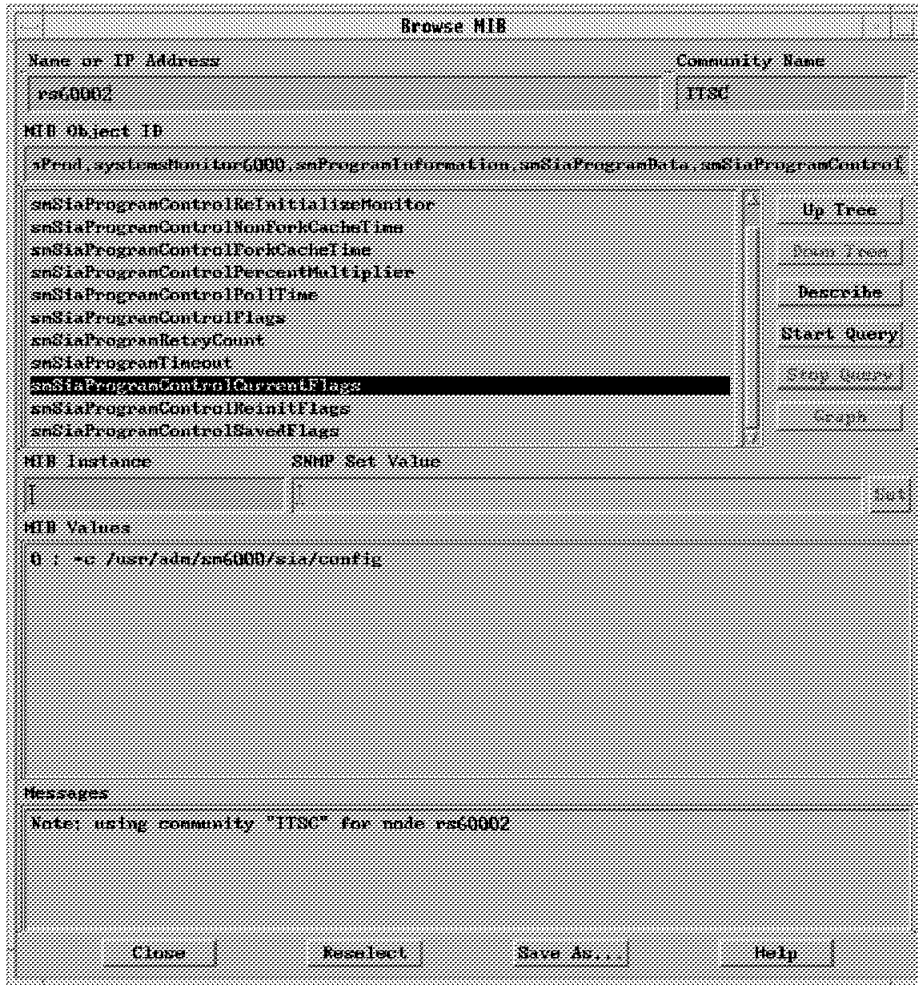 Browse MIB
Name or IP Address
Community Name
rs60002
ITSC
MIB Object ID
mProd.systemsMonitor6000.smProgramInformation.smSiaProgramData.smSiaProgramControl
smSiaProgramControlReInitializeMonitor
smSiaProgramControlNonForkCacheTime
smSiaProgramControlForkCacheTime
smSiaProgramControlPercentMultiplier
smSiaProgramControlPollTime
smSiaProgramControlFlags
smSiaProgramRetryCount
smSiaProgramTimeout
smSiaProgramControlCurrentFlags
smSiaProgramControlReinitFlags
smSiaProgramControlSavedFlags
Up Tree
Down Tree
Describe
Start Query
Stop Query
Graph
MIB Instance
SNMP Set Value
Set
MIB Values
0 : -c /usr/adm/sm6000/sia/config
Messages
Note: using community "ITSC" for node rs60002
Close
Reselect
Save As...
Help